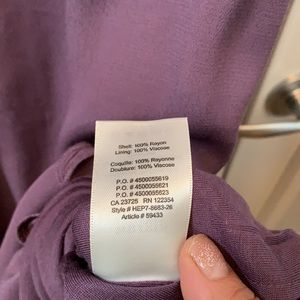 Shell: 100% Rayon
Lining: 100% Viscose
Coquille: 100% Rayonne
Doublure: 100% Viscose
P.O. # 4500055619
P.O. # 4500055621
P.O. # 4500055623
CA 23725 RN 122354
Style # HEP7-8683-26
Article # 59433